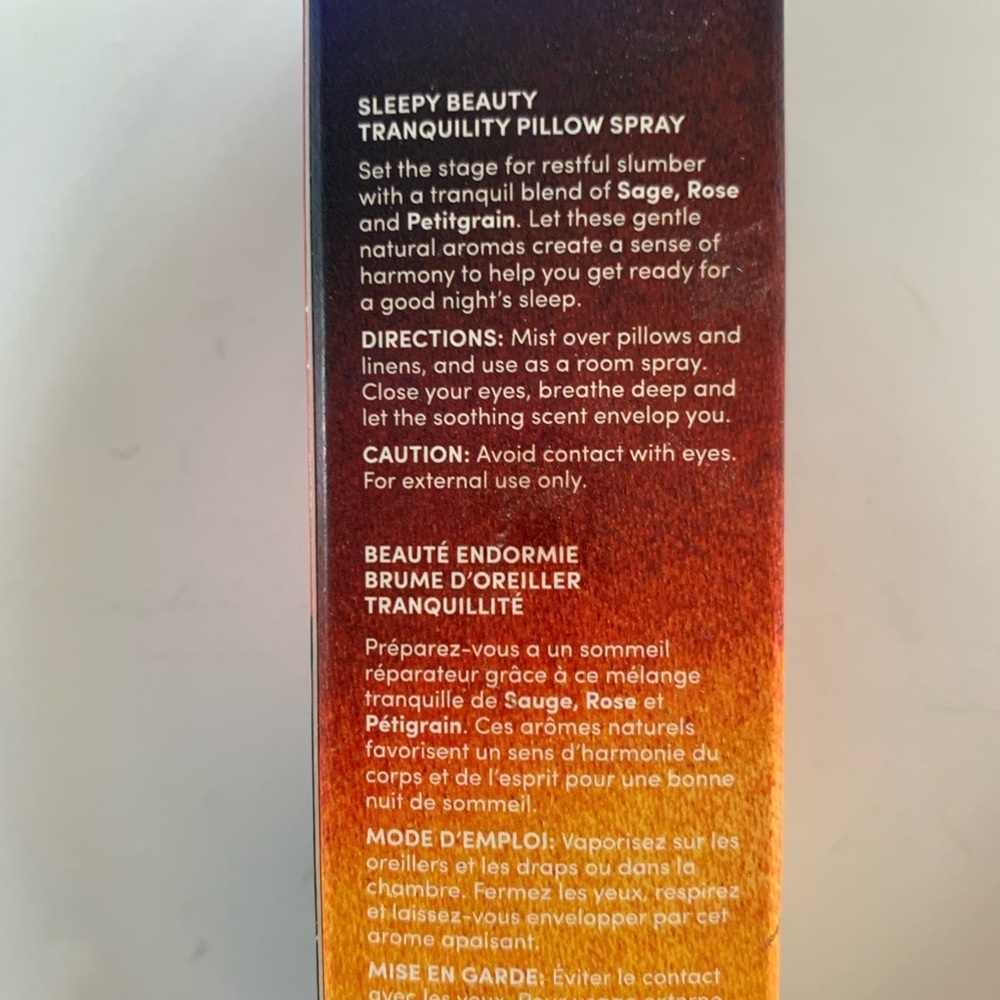 SLEEPY BEAUTY
TRANQUILITY PILLOW SPRAY
Set the stage for restful slumber
with a tranquil blend of Sage, Rose
and Petitgrain. Let these gentle
natural aromas create a sense of
harmony to help you get ready for
a good night's sleep.
DIRECTIONS: Mist over pillows and
linens, and use as a room spray.
Close your eyes, breathe deep and
let the soothing scent envelop you.
CAUTION: Avoid contact with eyes.
For external use only.
BEAUTÉ ENDORMIE
BRUME D'OREILLER
TRANQUILLITÉ
Préparez-vous a un sommeil
réparateur grâce à ce mélange
tranquille de Sauge, Rose et
Pétigrain. Ces arômes naturels
favorisent un sens d'harmonie du
corps et de l'esprit pour une bonne
nuit de sommeil.
MODE D'EMPLOI: Vaporisez sur les
oreillers et les draps ou dans la
chambre. Fermez les yeux, respirez
et laissez-vous envelopper par cet
arome apaisant.
MISE EN GARDE: Éviter le contact
avec les yeux. Pour usage externe